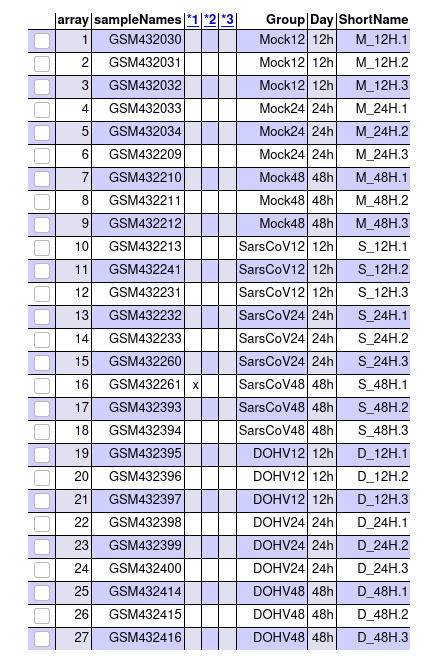 array sampleNames *1 *2 *3 Group Day ShortName
1 GSM432030 Mock12 12h M_12H.1
2 GSM432031 Mock12 12h M_12H.2
3 GSM432032 Mock12 12h M_12H.3
4 GSM432033 Mock24 24h M_24H.1
5 GSM432034 Mock24 24h M_24H.2
6 GSM432209 Mock24 24h M_24H.3
7 GSM432210 Mock48 48h M_48H.1
8 GSM432211 Mock48 48h M_48H.2
9 GSM432212 Mock48 48h M_48H.3
10 GSM432213 SarsCoV12 12h S_12H.1
11 GSM432241 SarsCoV12 12h S_12H.2
12 GSM432231 SarsCoV12 12h S_12H.3
13 GSM432232 SarsCoV24 24h S_24H.1
14 GSM432233 SarsCoV24 24h S_24H.2
15 GSM432260 SarsCoV24 24h S_24H.3
16 GSM432261 x SarsCoV48 48h S_48H.1
17 GSM432393 SarsCoV48 48h S_48H.2
18 GSM432394 SarsCoV48 48h S_48H.3
19 GSM432395 DOHV12 12h D_12H.1
20 GSM432396 DOHV12 12h D_12H.2
21 GSM432397 DOHV12 12h D_12H.3
22 GSM432398 DOHV24 24h D_24H.1
23 GSM432399 DOHV24 24h D_24H.2
24 GSM432400 DOHV24 24h D_24H.3
25 GSM432414 DOHV48 48h D_48H.1
26 GSM432415 DOHV48 48h D_48H.2
27 GSM432416 DOHV48 48h D_48H.3